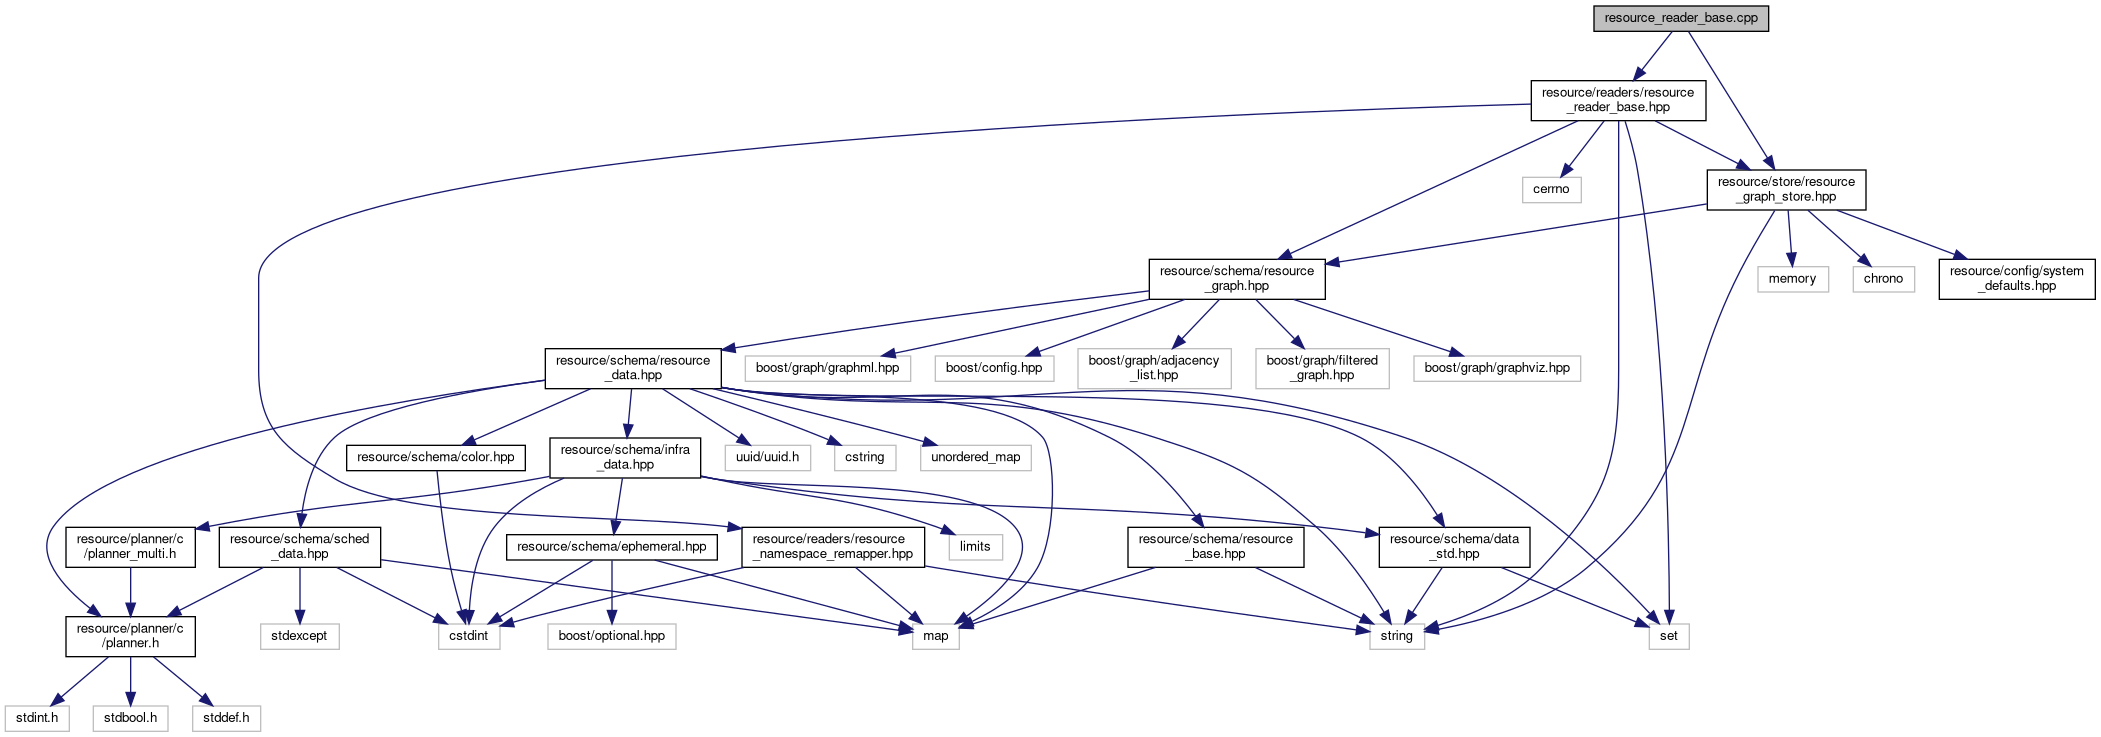 resource_reader_base.cpp
resource/readers/resource
_reader_base.hpp
cerrno
resource/store/resource
_graph_store.hpp
resource/schema/resource
_graph.hpp
memory
chrono
resource/config/system
_defaults.hpp
resource/schema/resource
_data.hpp
boost/graph/graphml.hpp
boost/config.hpp
boost/graph/adjacency
_list.hpp
boost/graph/filtered
_graph.hpp
boost/graph/graphviz.hpp
resource/schema/color.hpp
resource/schema/infra
_data.hpp
uuid/uuid.h
cstring
unordered_map
resource/planner/c
/planner_multi.h
resource/schema/sched
_data.hpp
resource/schema/ephemeral.hpp
resource/readers/resource
_namespace_remapper.hpp
limits
resource/schema/resource
_base.hpp
resource/schema/data
_std.hpp
resource/planner/c
/planner.h
stdexcept
cstdint
boost/optional.hpp
map
string
set
stdint.h
stdbool.h
stddef.h